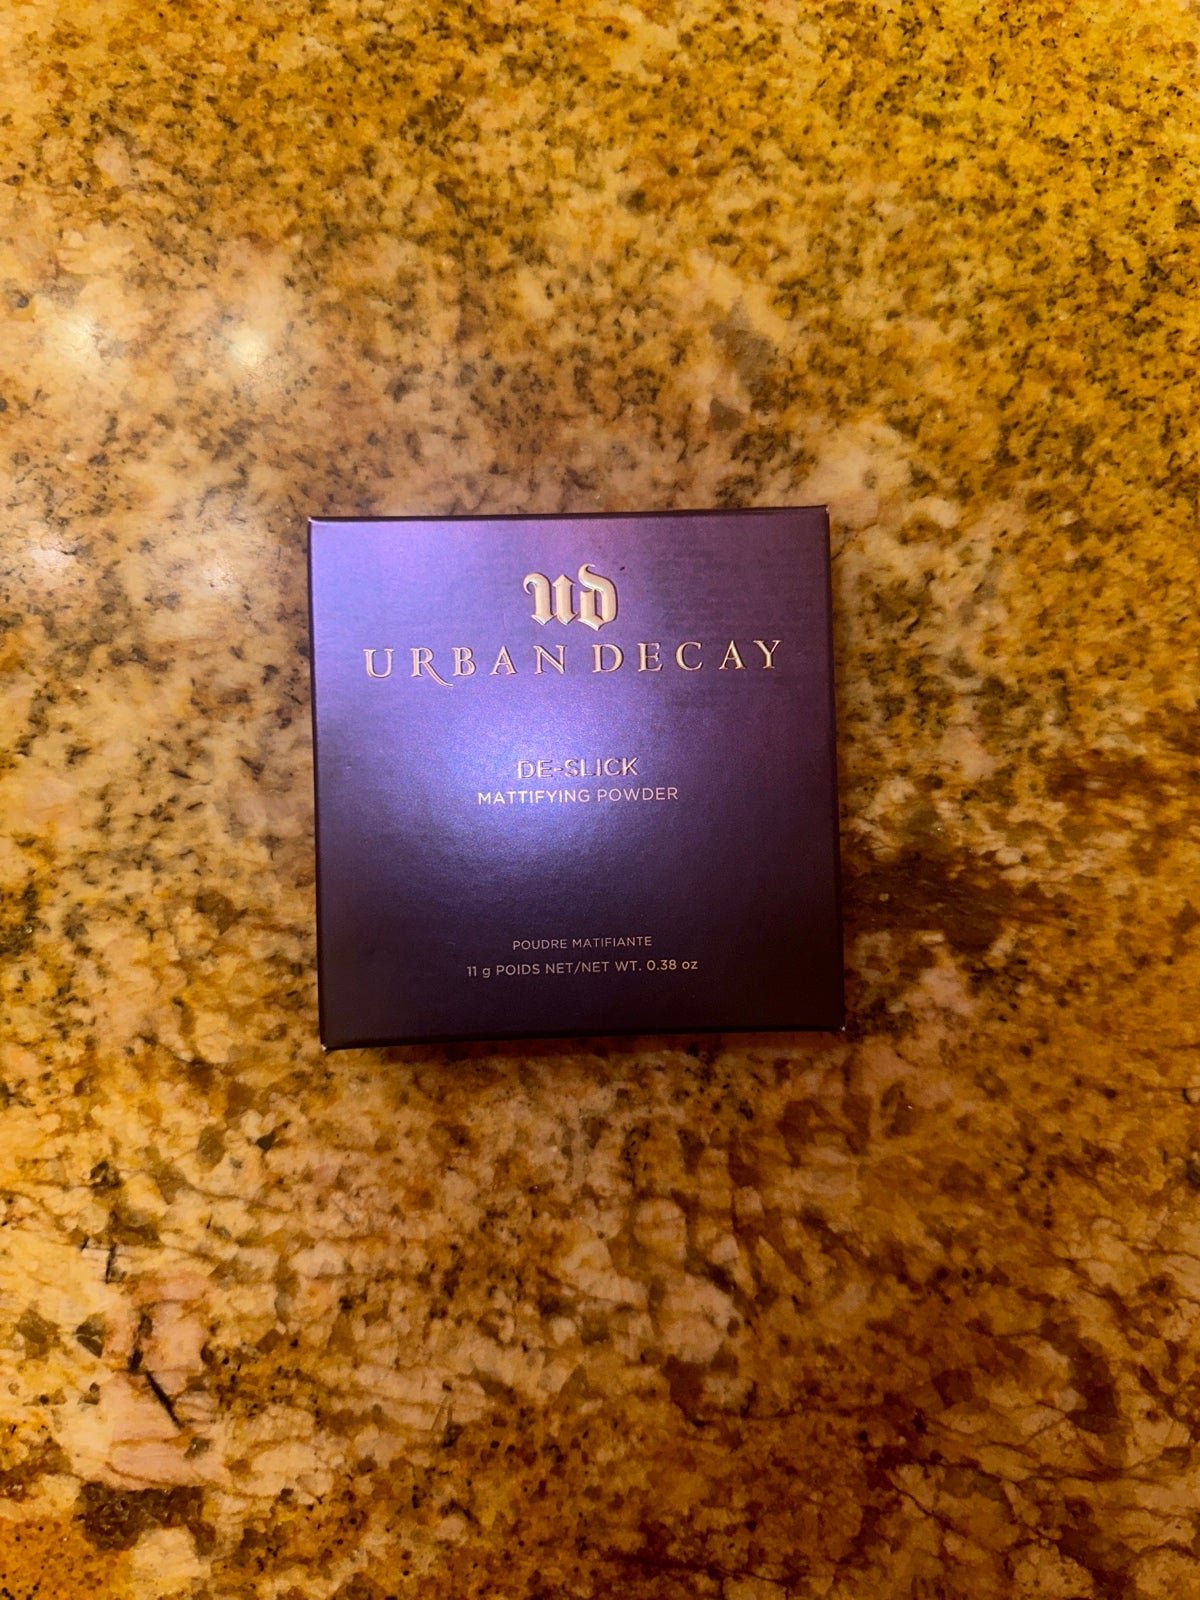 ud
URBAN DECAY
DE-SLICK
MATTIFYING POWDER
POUDRE MATIFIANTE
11 g POIDS NET/NET WT. 0.38 oz